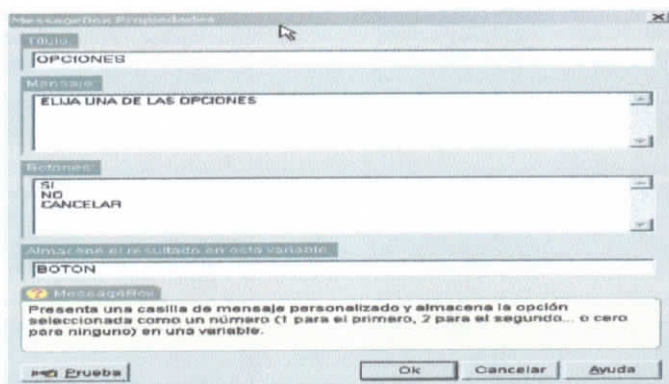 MessageBox Propiedades
Título:
OPCIONES
Mensaje:
ELIJA UNA DE LAS OPCIONES
Botones:
SI
NO
CANCELAR
Almacene el resultado en esta variable:
BOTON
MessageBox
Presenta una casilla de mensaje personalizado y almacena la opción
seleccionada como un número (1 para el primero, 2 para el segundo... o cero
para ninguno) en una variable.
Prueba
Ok
Cancelar
Ayuda